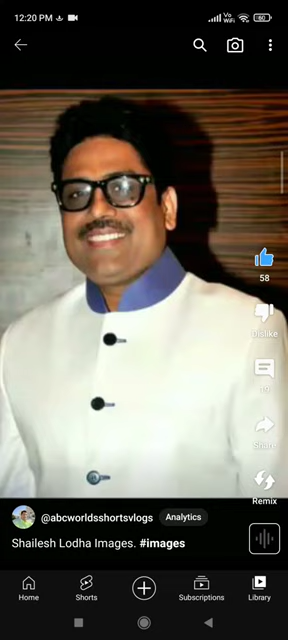 12:20 PM
Vo
WiFi
60
58
Dislike
Share
Remix
@abcworldsshortsvlogs
Analytics
Shailesh Lodha Images. #images
Home
Shorts
Subscriptions
Library